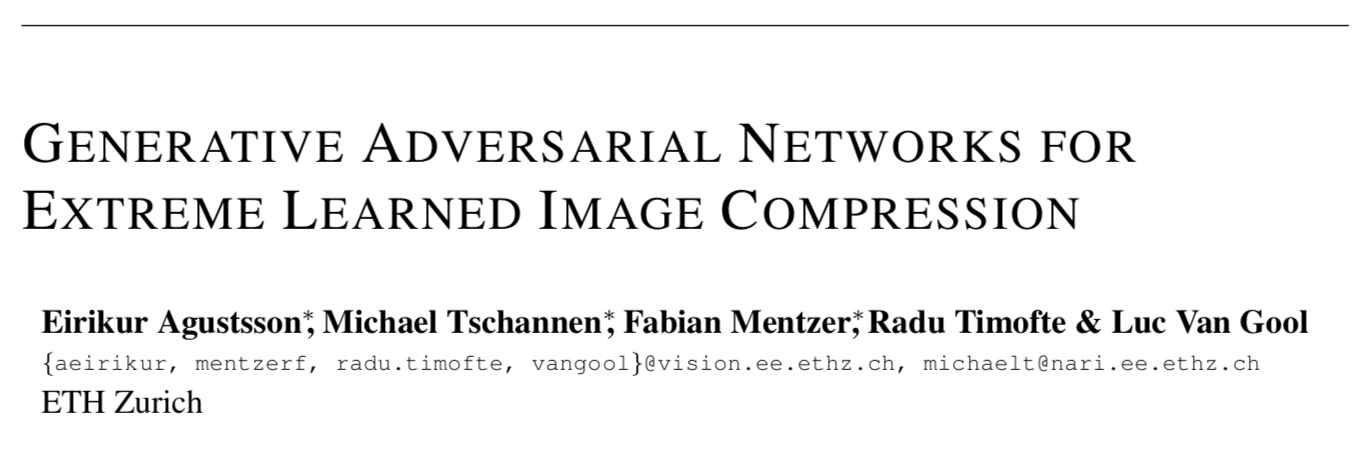 GENERATIVE ADVERSARIAL NETWORKS FOR
EXTREME LEARNED IMAGE COMPRESSION
Eirikur Agustsson*, Michael Tschannen*, Fabian Mentzer*, Radu Timofte & Luc Van Gool
{aeirikur, mentzerf, radu.timofte, vangool}@vision.ee.ethz.ch, michaelt@nari.ee.ethz.ch
ETH Zurich